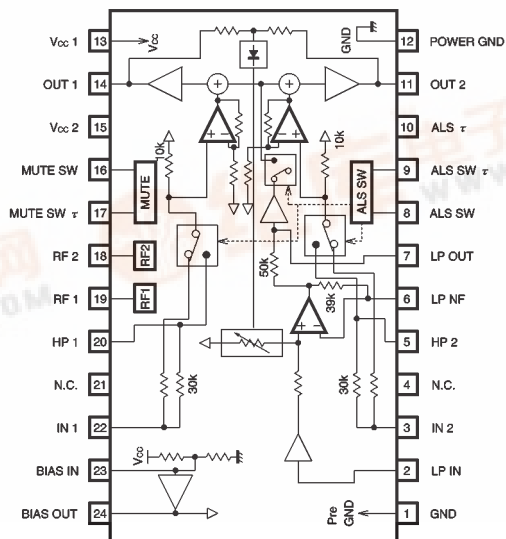 Vcc 1 13 Vcc GND 12 POWER GND
OUT 1 14 + + 11 OUT 2
Vcc 2 15 + − − + 10 ALS τ
10k 10k
MUTE SW 16 MUTE ALS SW 9 ALS SW τ
MUTE SW τ 17 8 ALS SW
RF 2 18 RF2 7 LP OUT
50k
RF 1 19 RF1 39k 6 LP NF
+ −
HP 1 20 5 HP 2
N.C. 21 4 N.C.
30k 30k
IN 1 22 3 IN 2
BIAS IN 23 Vcc 2 LP IN
BIAS OUT 24 Pre GND 1 GND